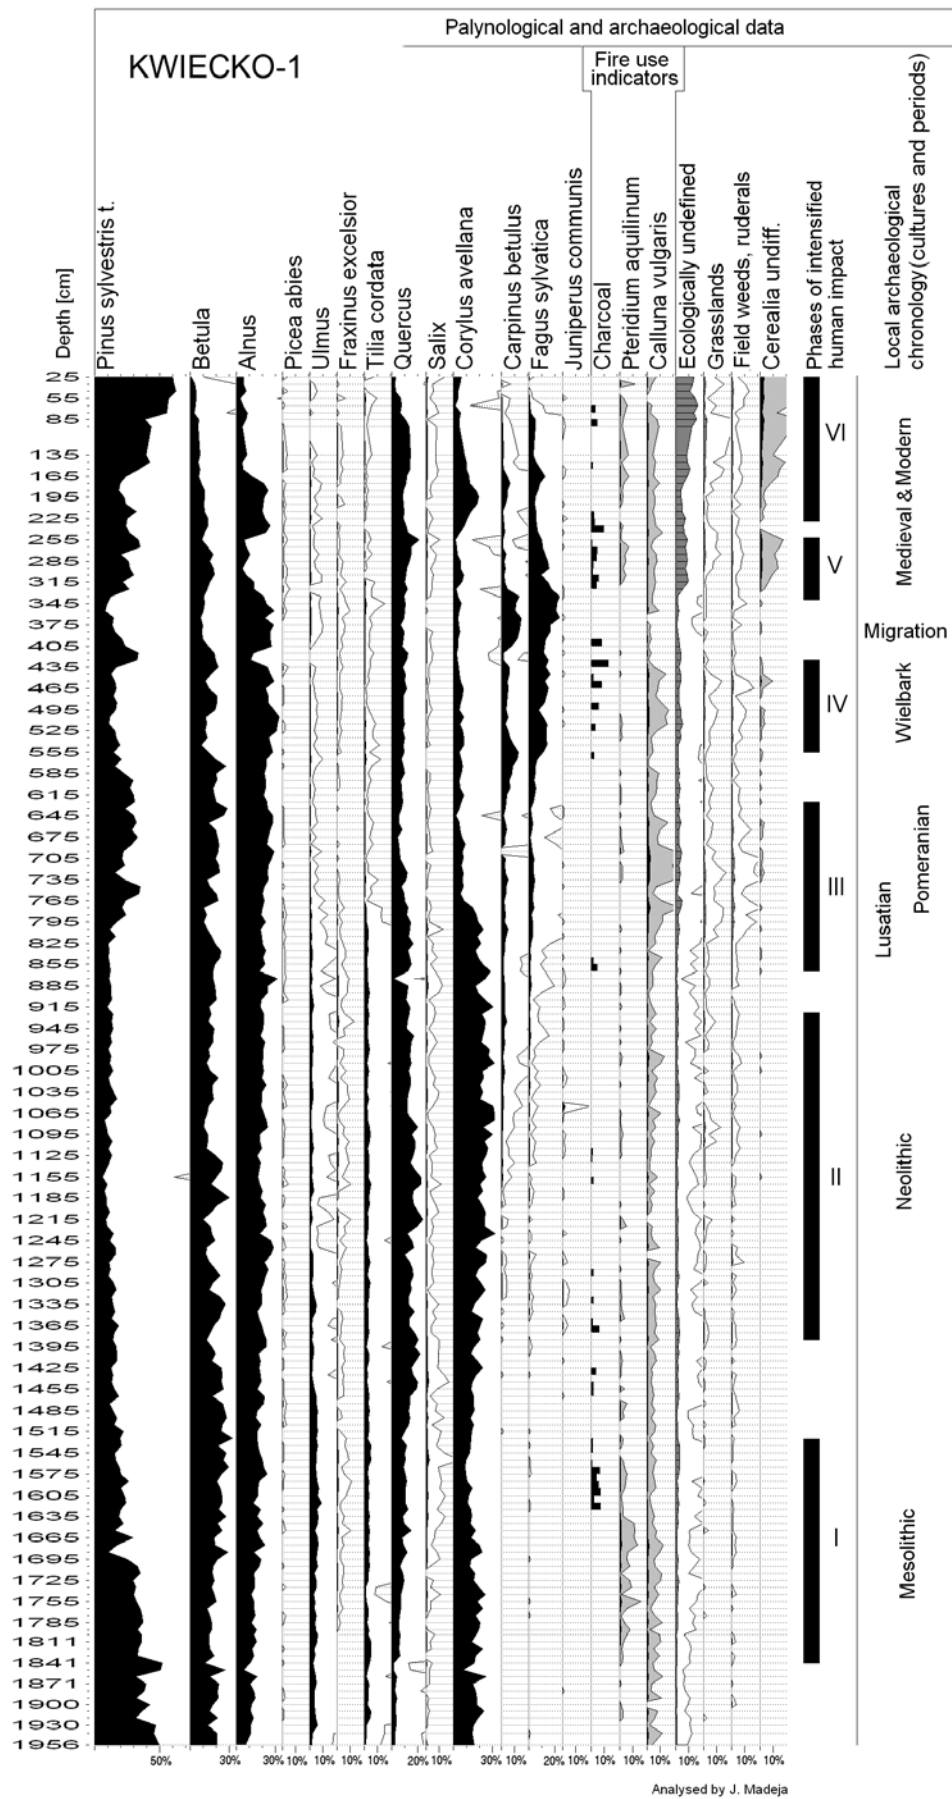 Palynological and archaeological data
KWIECKO-1
Fire use
indicators
Depth [cm]
Pinus sylvestris t.
Betula
Alnus
Picea abies
Ulmus
Fraxinus excelsior
Tilia cordata
Quercus
Salix
Corylus avellana
Carpinus betulus
Fagus sylvatica
Juniperus communis
Charcoal
Pteridium aquilinum
Calluna vulgaris
Ecologically undefined
Grasslands
Field weeds, ruderals
Cerealia undiff.
Phases of intensified
human impact
Local archaeological
chronology(cultures and periods)
25
55
85
135
165
195
225
255
285
315
345
375
405
435
465
495
525
555
585
615
645
675
705
735
765
795
825
855
885
915
945
975
1005
1035
1065
1095
1125
1155
1185
1215
1245
1275
1305
1335
1365
1395
1425
1455
1485
1515
1545
1575
1605
1635
1665
1695
1725
1755
1785
1811
1841
1871
1900
1930
1956
VI
V
IV
III
II
I
Medieval & Modern
Migration
Wielbark
Pomeranian
Lusatian
Neolithic
Mesolithic
50% 30% 30% 10% 10% 10% 10% 20% 10% 30% 10% 10% 10% 10% 10% 10% 10% 10% 10% 10%
Analysed by J. Madeja